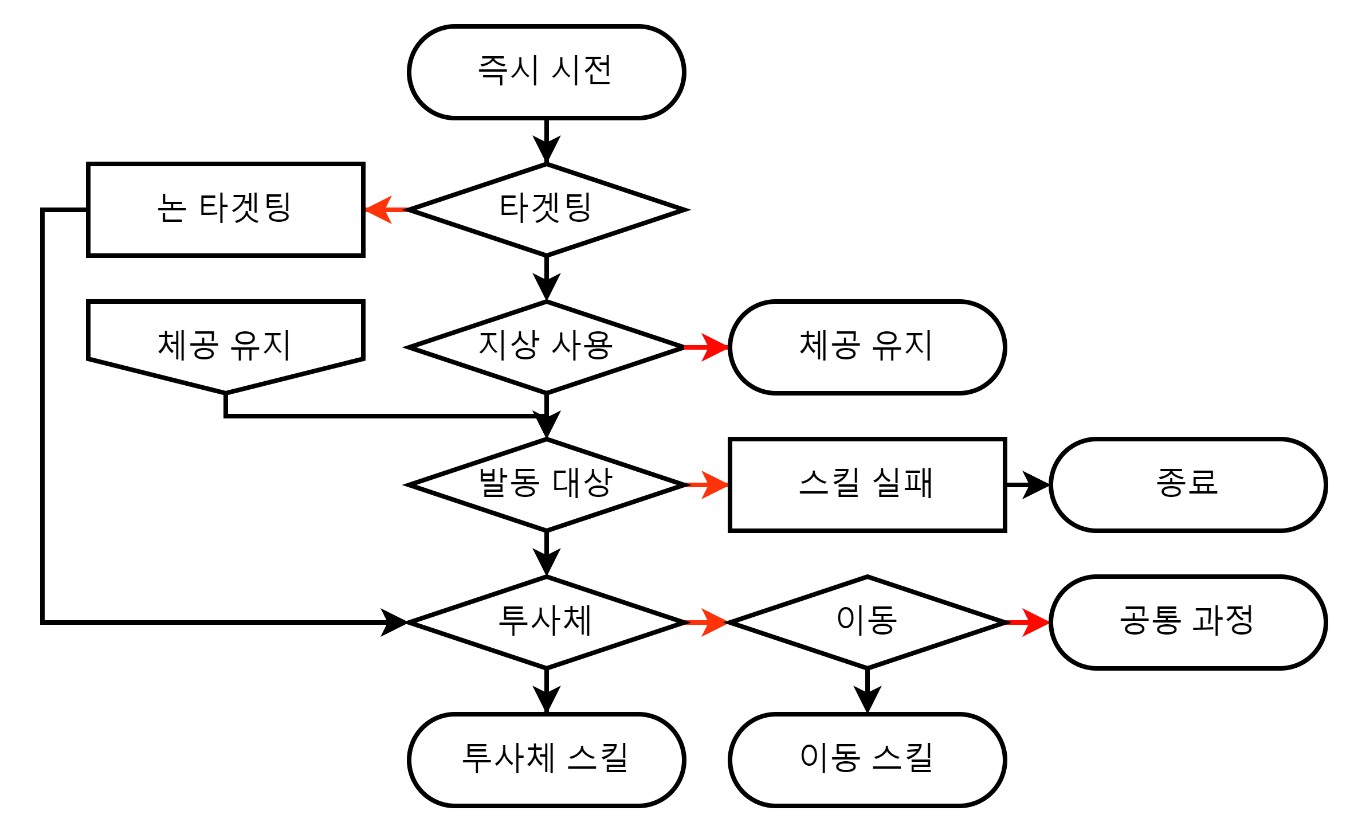 즉시 시전
논 타겟팅
타겟팅
체공 유지
지상 사용
체공 유지
발동 대상
스킬 실패
종료
투사체
이동
공통 과정
투사체 스킬
이동 스킬